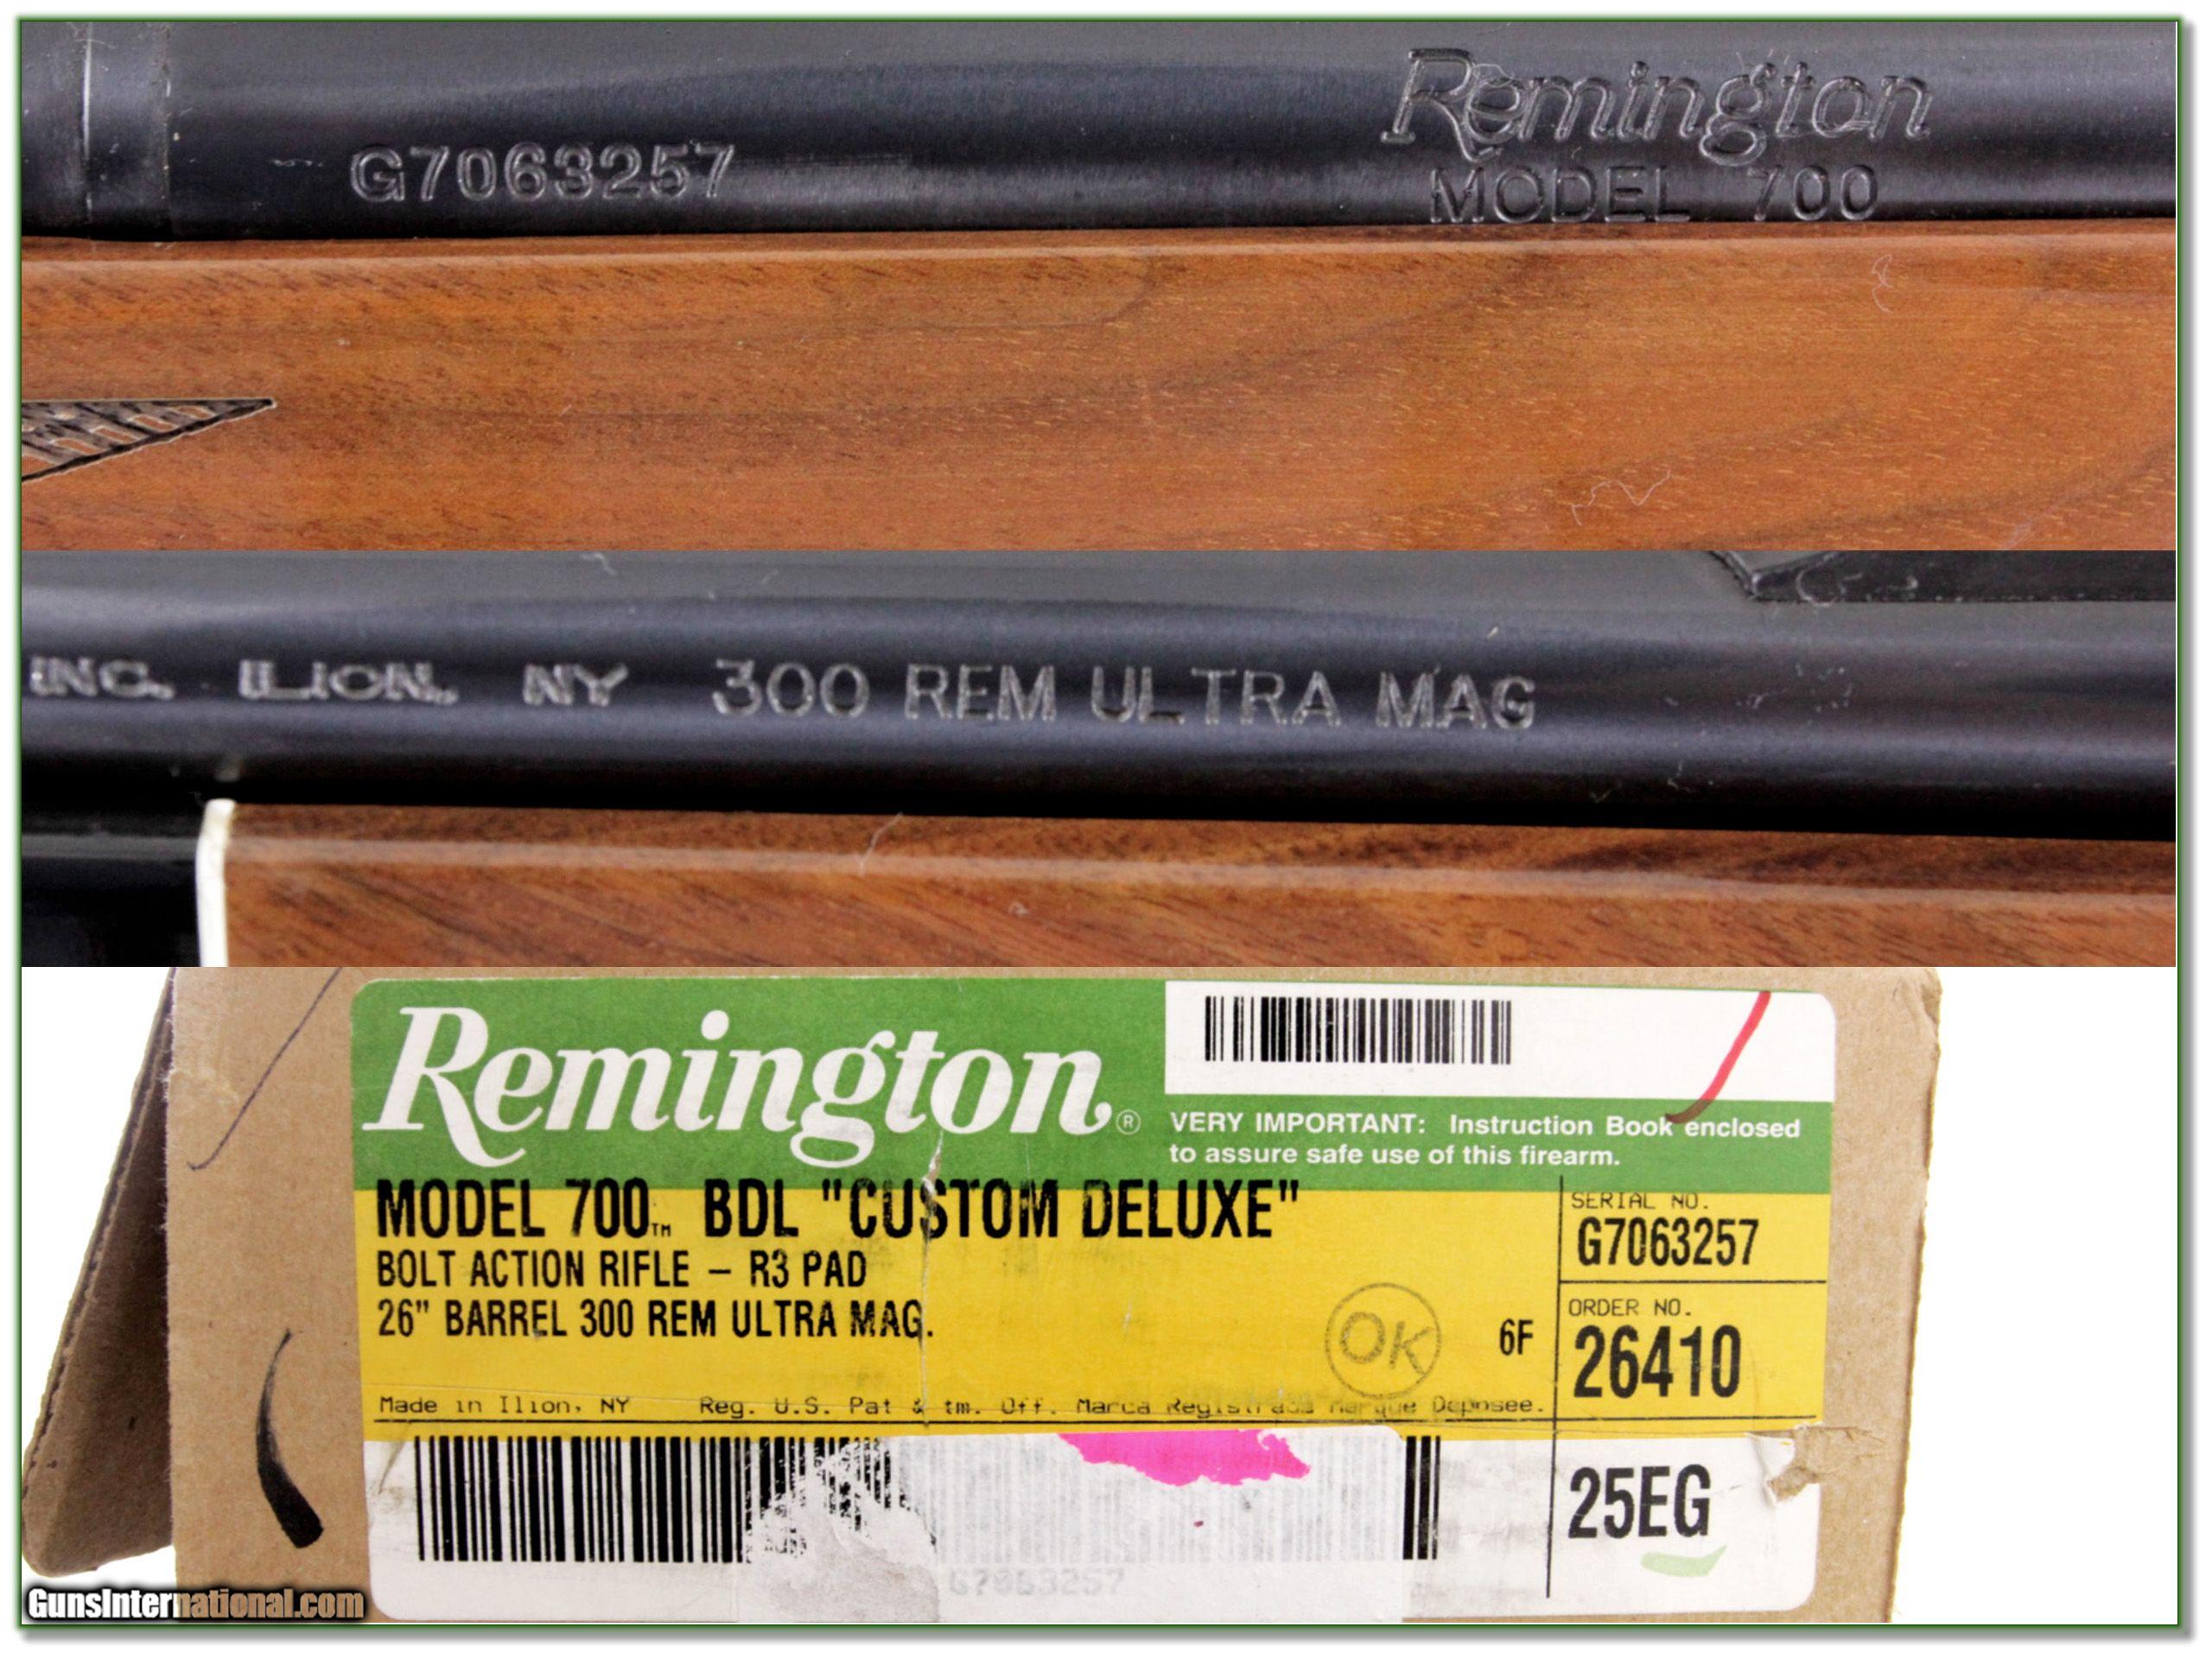 Remington
G7063257
MODEL 700
INC. ILION, NY 300 REM ULTRA MAG
Remington®
VERY IMPORTANT: Instruction Book enclosed
to assure safe use of this firearm.
MODEL 700™ BDL "CUSTOM DELUXE"
BOLT ACTION RIFLE – R3 PAD
26" BARREL 300 REM ULTRA MAG.
OK
6F
SERIAL NO.
G7063257
ORDER NO.
26410
Made in Ilion, NY Reg. U.S. Pat & tm. Off. Marca Registrada Marque Deposee.
25EG
G7063257
GunsInternational.com